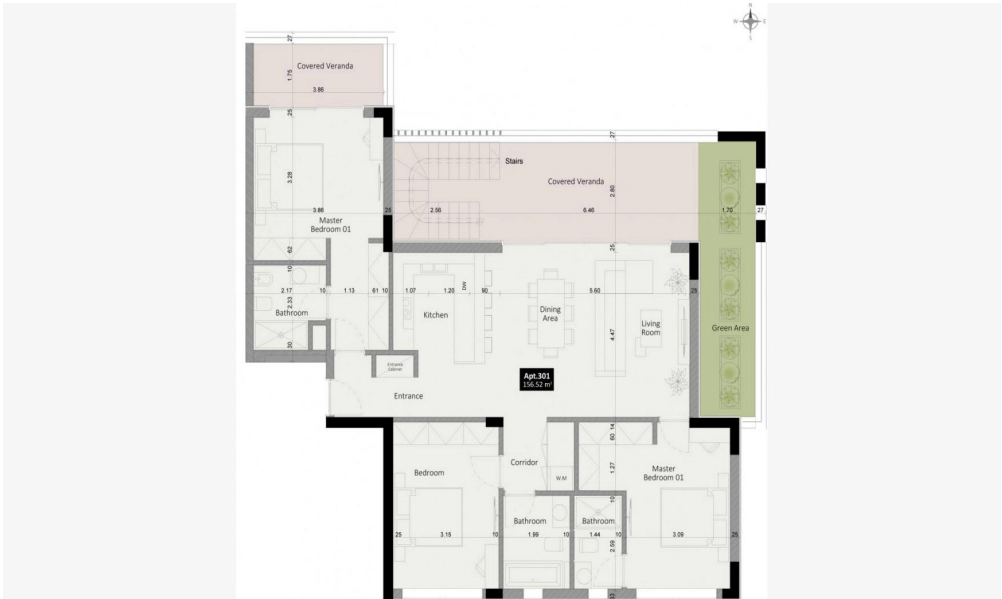 N
W
E
S
27
Covered Veranda
1.75
3.86
25
27
Stairs
3.28
Covered Veranda
2.80
3.86
25
2.56
6.46
1.70
27
Master
Bedroom 01
62
25
10
2.17
10
1.13
61
10
1.07
1.20
DW
90
5.60
25
2.33
Bathroom
Kitchen
Dining
Area
Living
Room
Green Area
4.47
30
Entrance
Cabinet
Apt.301
156.52 m²
Entrance
14
60
Bedroom
Corridor
1.27
Master
Bedroom 01
W.M
10
Bathroom
Bathroom
25
3.15
10
1.99
10
1.44
10
3.09
25
2.59